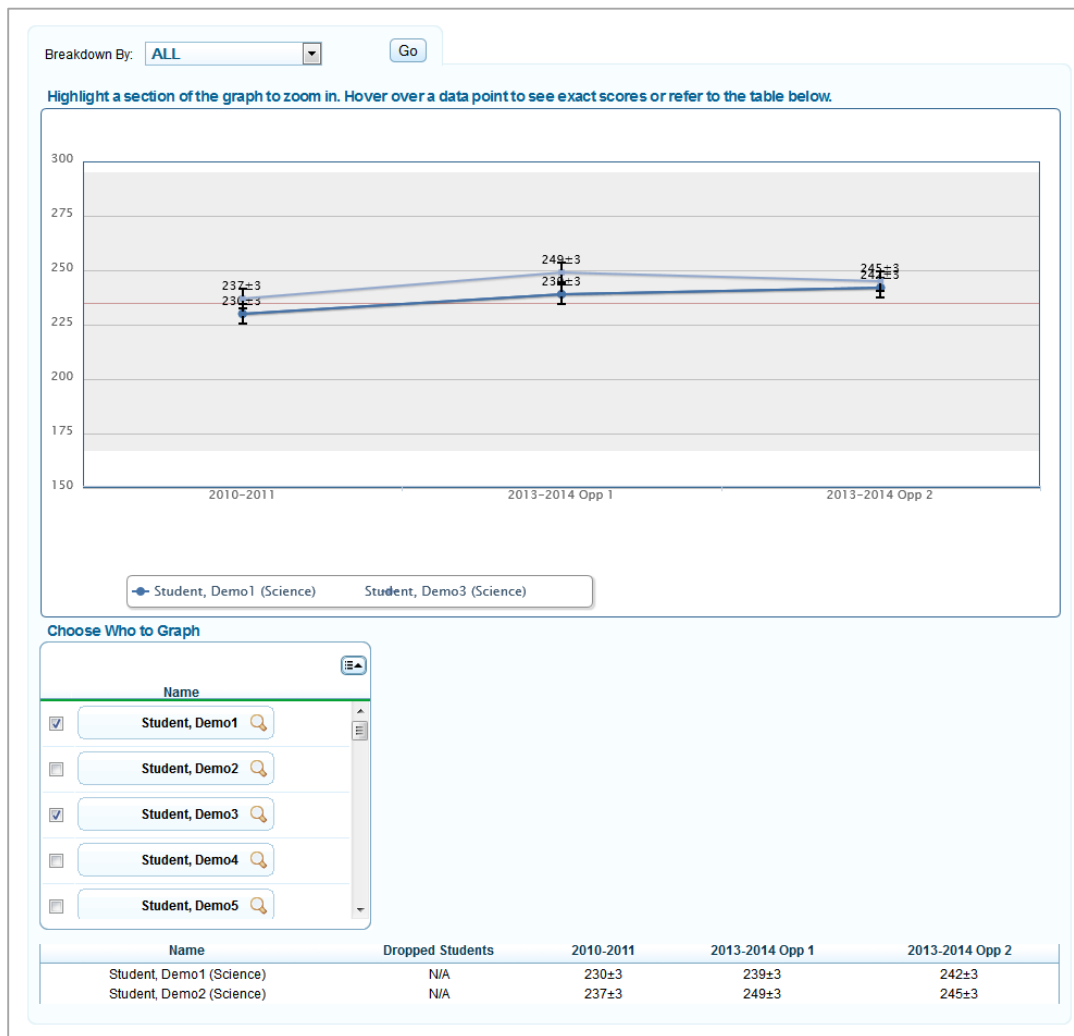 Breakdown By: ALL Go
Highlight a section of the graph to zoom in. Hover over a data point to see exact scores or refer to the table below.
300
275
250
225
200
175
150
249±3
245±3
242±3
239±3
237±3
230±3
2010-2011 2013-2014 Opp 1 2013-2014 Opp 2
Student, Demo1 (Science) Student, Demo3 (Science)
Choose Who to Graph
Name
Student, Demo1
Student, Demo2
Student, Demo3
Student, Demo4
Student, Demo5
Name Dropped Students 2010-2011 2013-2014 Opp 1 2013-2014 Opp 2
Student, Demo1 (Science) N/A 230±3 239±3 242±3
Student, Demo2 (Science) N/A 237±3 249±3 245±3